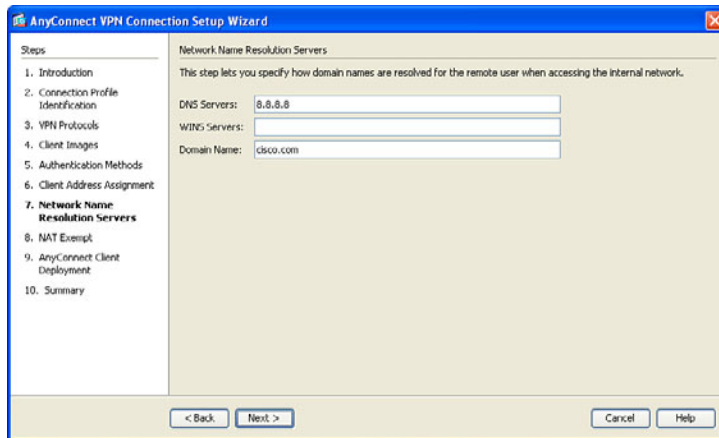 AnyConnect VPN Connection Setup Wizard
Steps
1. Introduction
2. Connection Profile
Identification
3. VPN Protocols
4. Client Images
5. Authentication Methods
6. Client Address Assignment
7. Network Name
Resolution Servers
8. NAT Exempt
9. AnyConnect Client
Deployment
10. Summary
Network Name Resolution Servers
This step lets you specify how domain names are resolved for the remote user when accessing the internal network.
DNS Servers: 8.8.8.8
WINS Servers:
Domain Name: cisco.com
< Back Next > Cancel Help